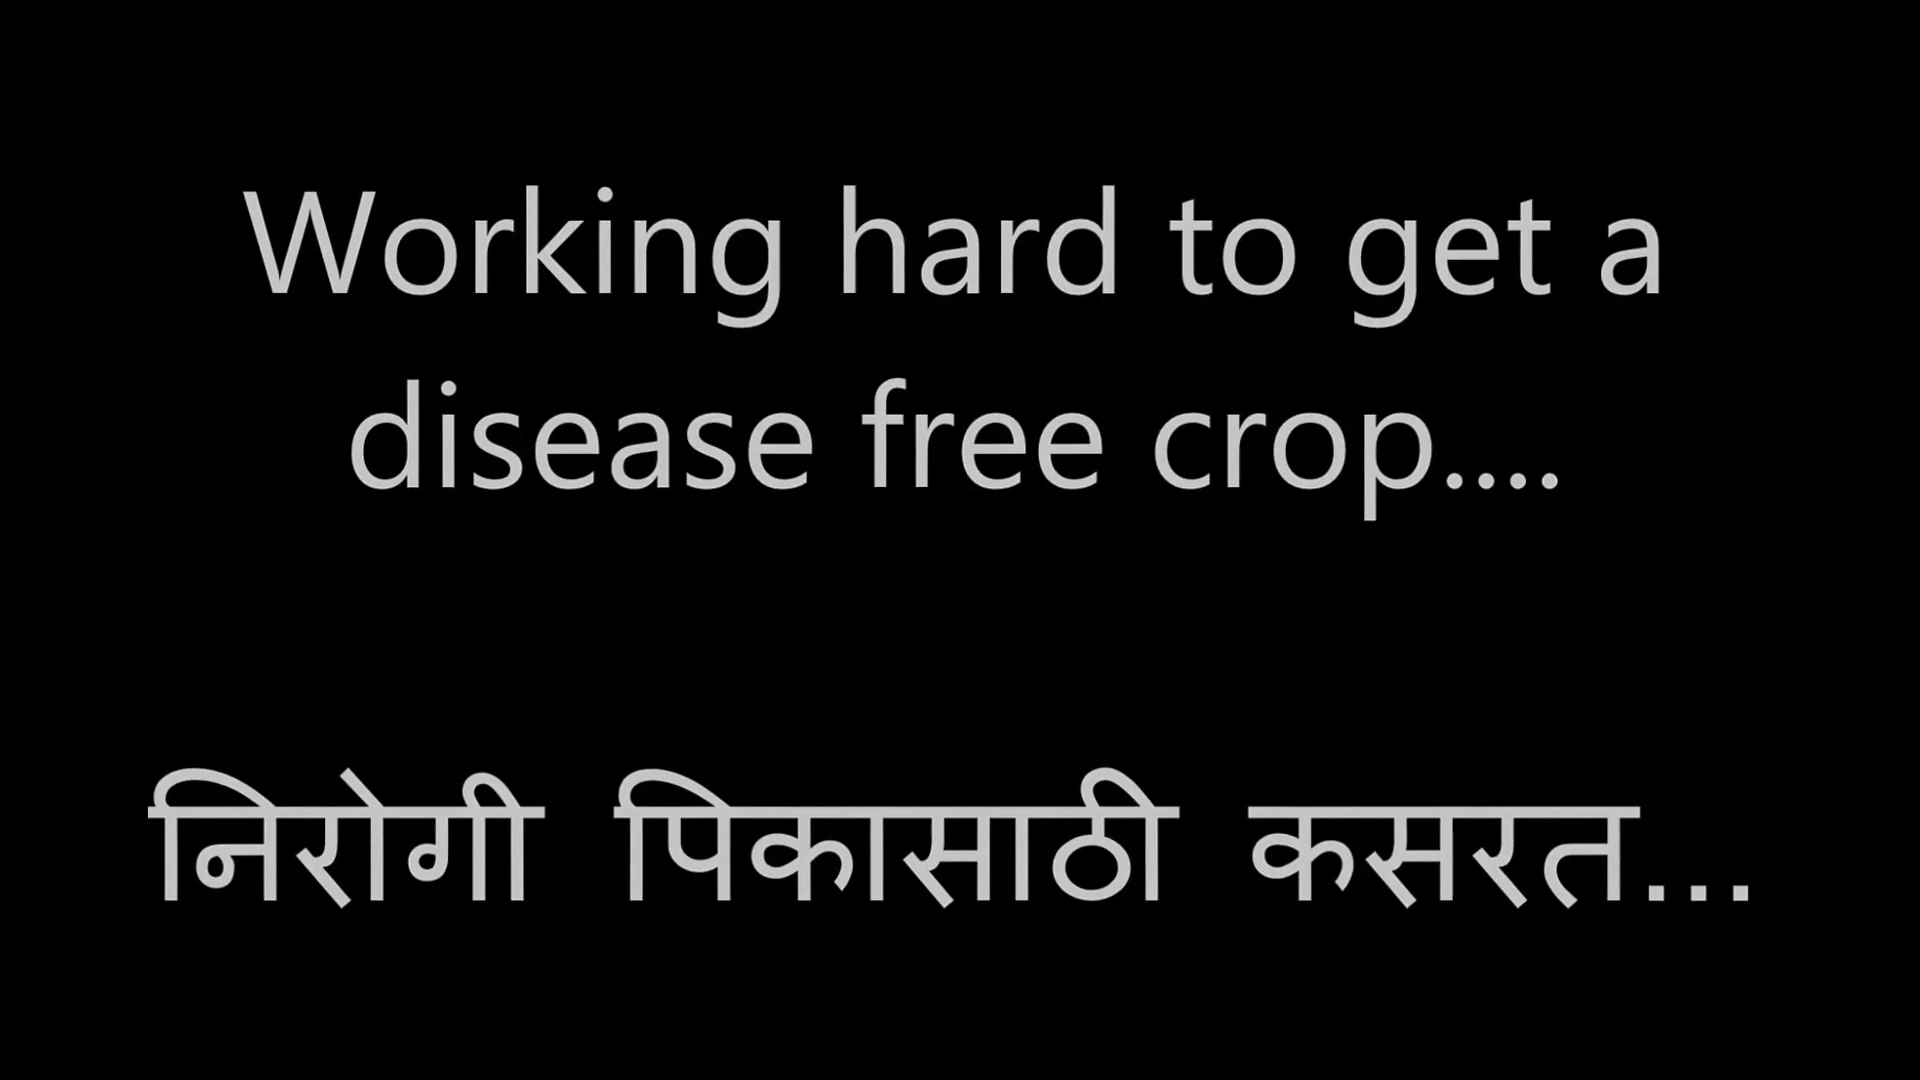 Working hard to get a
disease free crop....
निरोगी पिकासाठी कसरत...